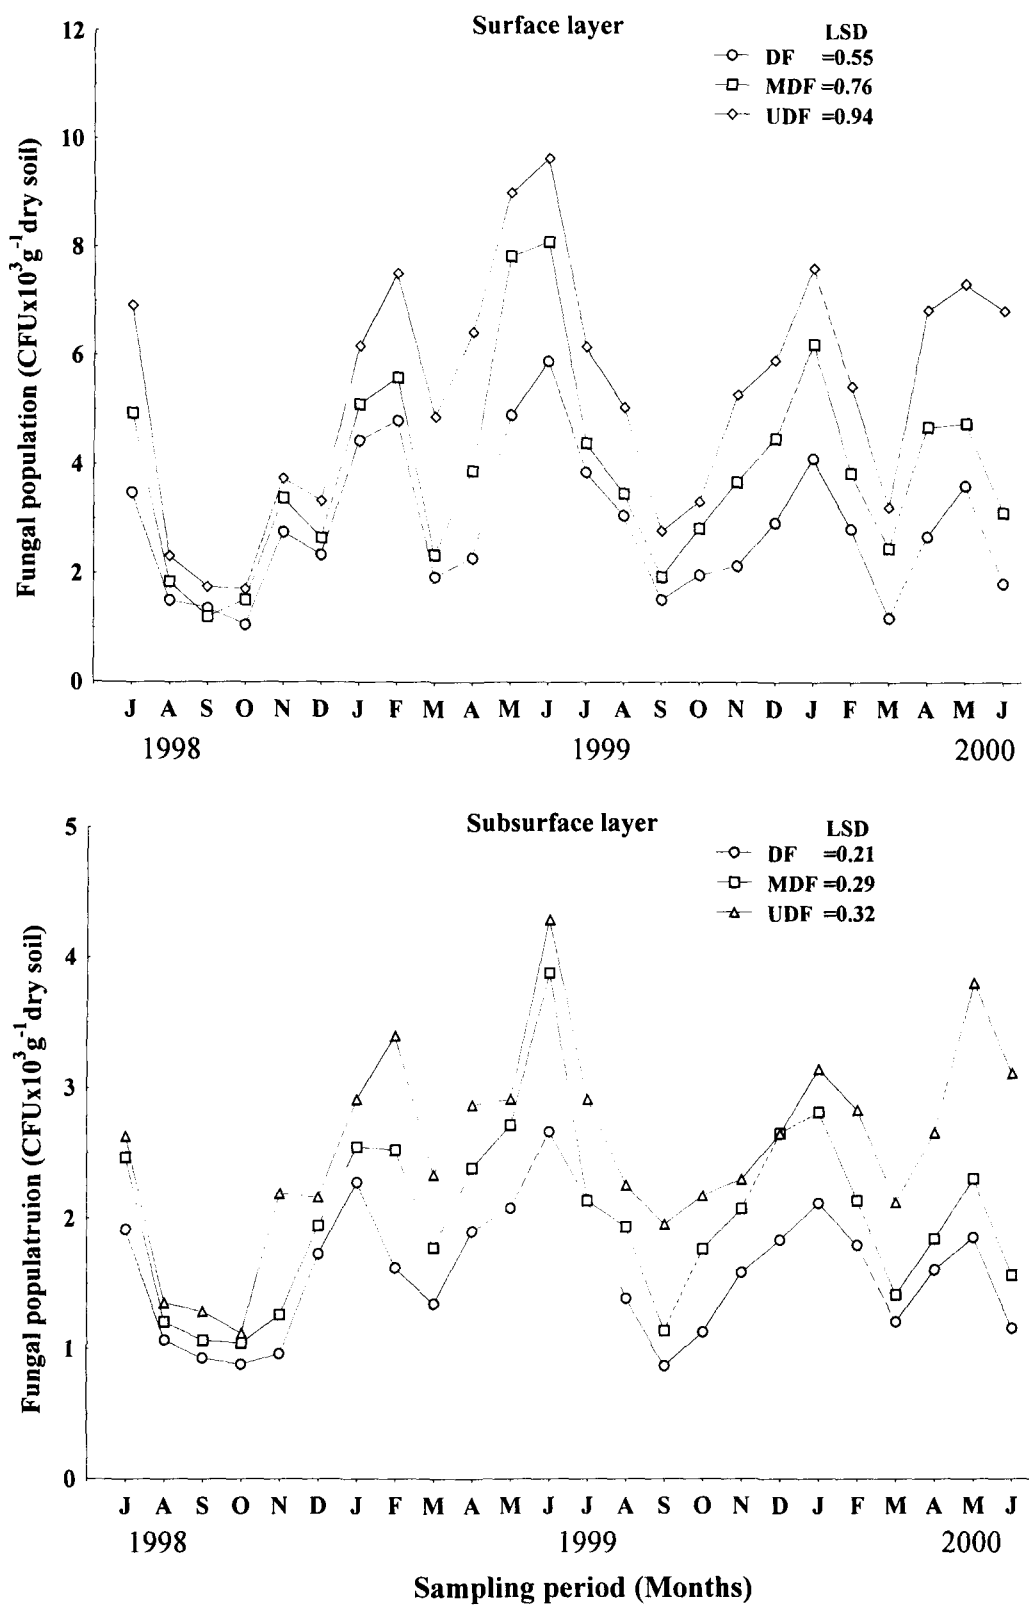 Surface layer
LSD
DF =0.55
MDF =0.76
UDF =0.94
Fungal population (CFUx10³g⁻¹dry soil)
12
10
8
6
4
2
0
J A S O N D J F M A M J J A S O N D J F M A M J
1998 1999 2000
Subsurface layer
LSD
DF =0.21
MDF =0.29
UDF =0.32
Fungal populatruion (CFUx10³g⁻¹dry soil)
5
4
3
2
1
0
J A S O N D J F M A M J J A S O N D J F M A M J
1998 1999 2000
Sampling period (Months)